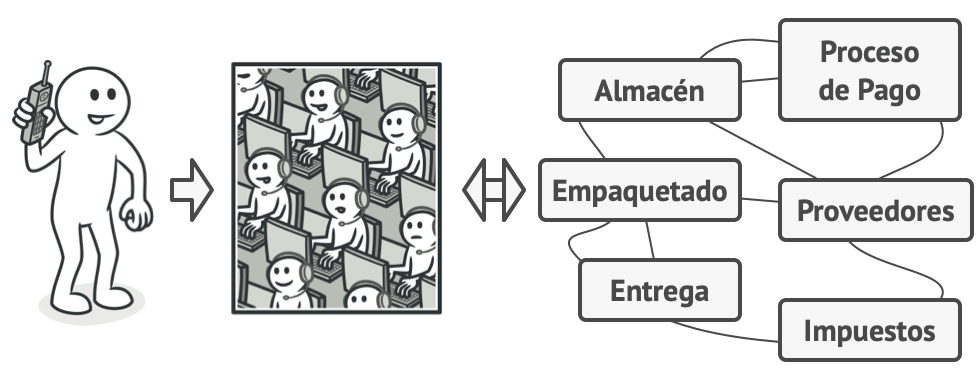 Proceso
de Pago
Almacén
Empaquetado
Proveedores
Entrega
Impuestos